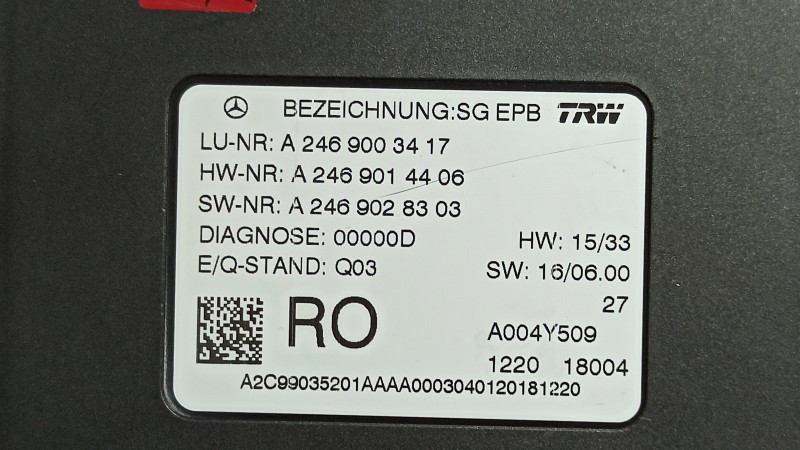 BEZEICHNUNG:SG EPB TRW
LU-NR: A 246 900 34 17
HW-NR: A 246 901 44 06
SW-NR: A 246 902 83 03
DIAGNOSE: 00000D HW: 15/33
E/Q-STAND: Q03 SW: 16/06.00
27
RO
A004Y509
1220 18004
A2C99035201AAAA0003040120181220